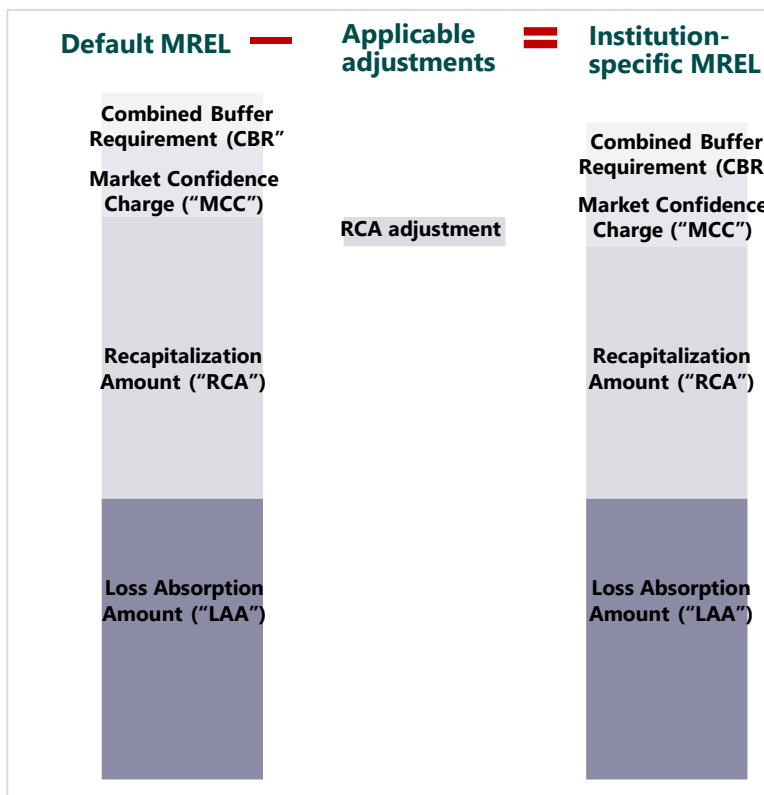 Default MREL
Applicable
adjustments
Institution-
specific MREL
Combined Buffer
Requirement (CBR”
Market Confidence
Charge (“MCC”)
Recapitalization
Amount (“RCA”)
Loss Absorption
Amount (“LAA”)
RCA adjustment
Combined Buffer
Requirement (CBR
Market Confidence
Charge (“MCC”)
Recapitalization
Amount (“RCA”)
Loss Absorption
Amount (“LAA”)